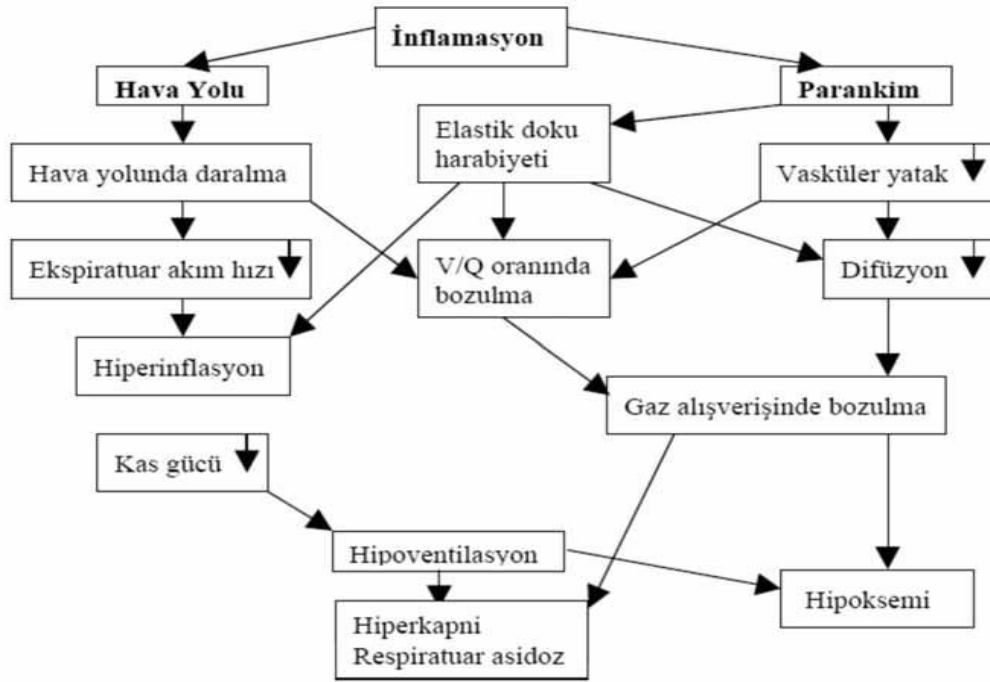 İnflamasyon
Hava Yolu
Parankim
Elastik doku
harabiyeti
Hava yolunda daralma
Vasküler yatak
Ekspiratuar akım hızı
V/Q oranında
bozulma
Difüzyon
Hiperinflasyon
Gaz alışverişinde bozulma
Kas gücü
Hipoventilasyon
Hipoksemi
Hiperkapni
Respiratuar asidoz